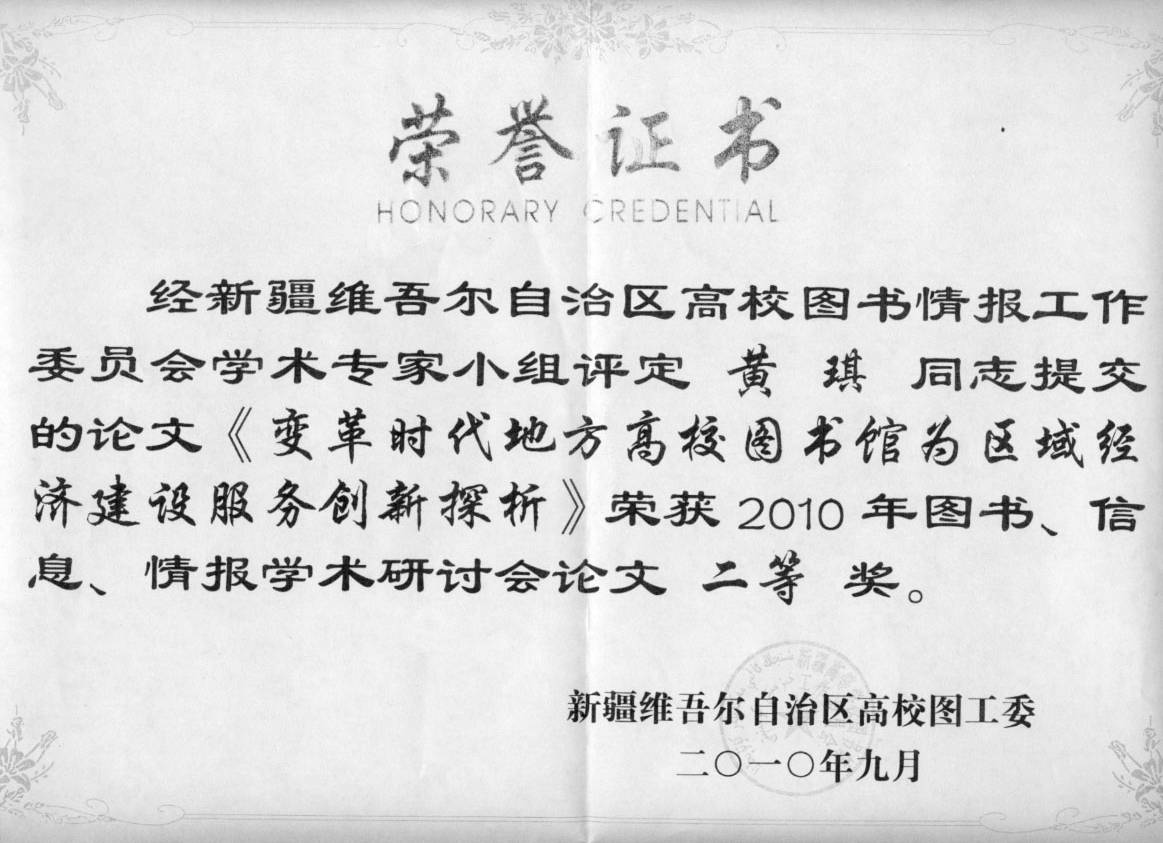 荣誉证书
HONORARY CREDENTIAL
经新疆维吾尔自治区高校图书情报工作
委员会学术专家小组评定 黄 琪 同志提交
的论文《变革时代地方高校图书馆为区域经
济建设服务创新探析》荣获 2010 年图书、信
息、情报学术研讨会论文 二等 奖。
新疆维吾尔自治区高校图工委
二〇一〇年九月